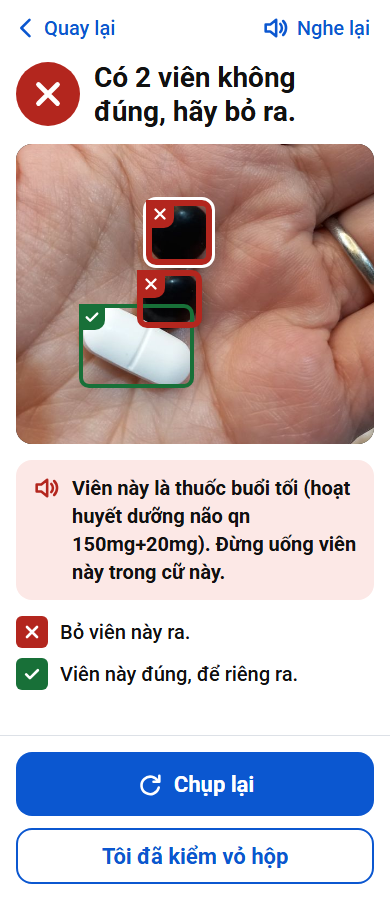 Quay lại
Nghe lại
Có 2 viên không
đúng, hãy bỏ ra.
Viên này là thuốc buổi tối (hoạt
huyết dưỡng não qn
150mg+20mg). Đừng uống viên
này trong cữ này.
Bỏ viên này ra.
Viên này đúng, để riêng ra.
Chụp lại
Tôi đã kiểm vỏ hộp